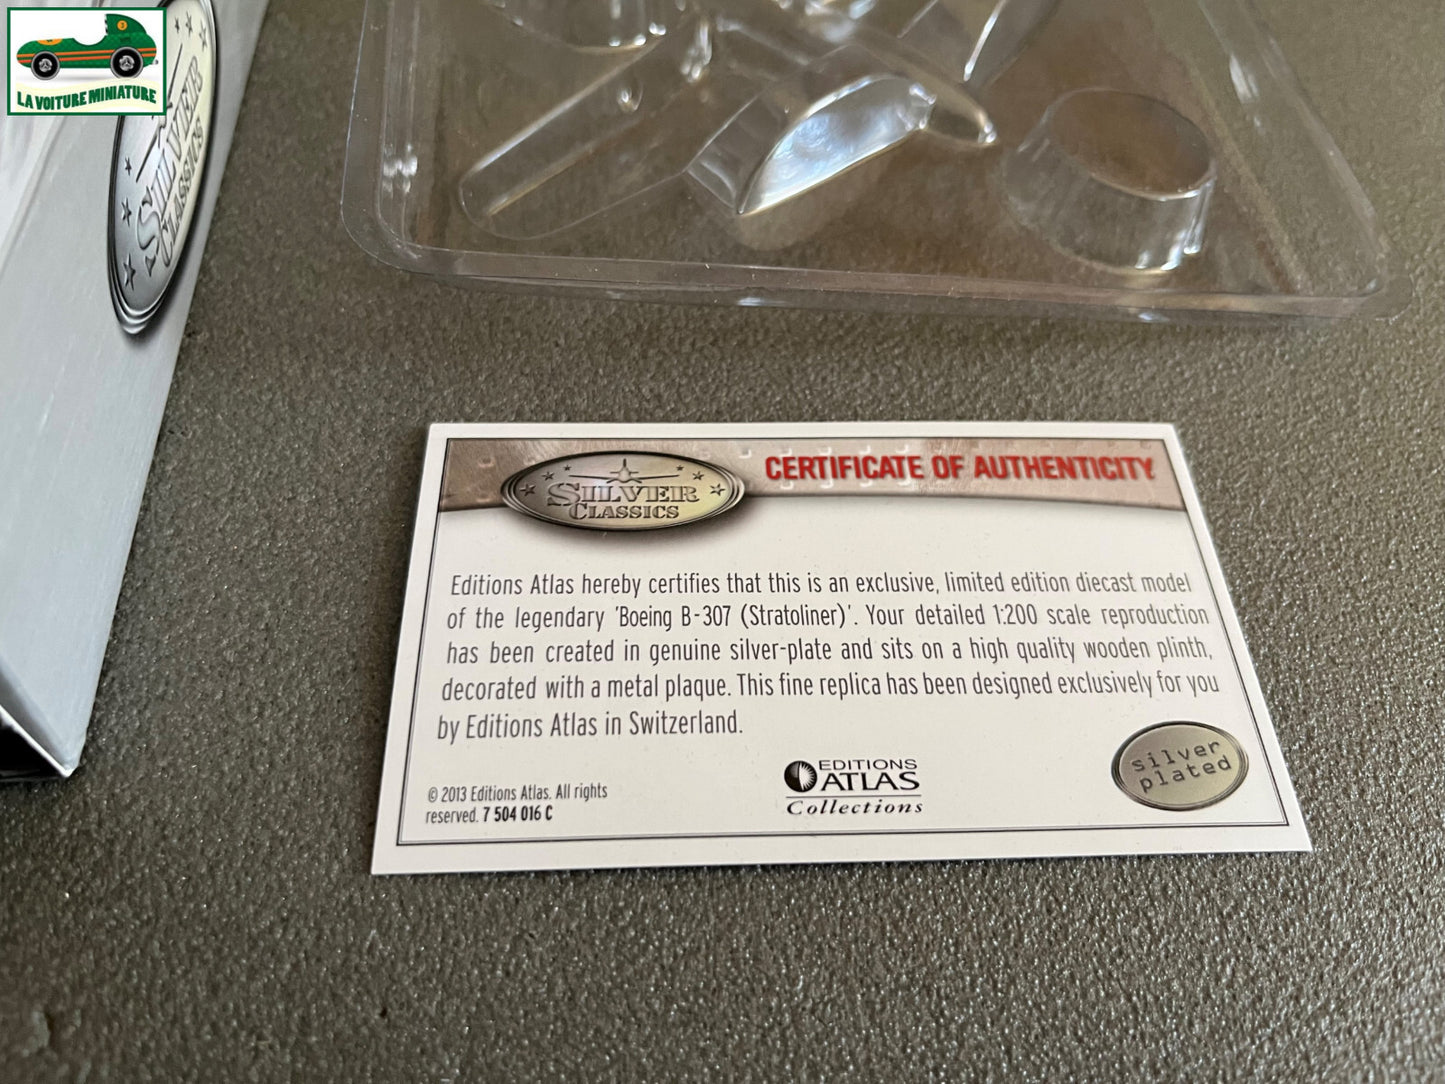 LA VOITURE MINIATURE
SILVER
CLASSICS
SILVER
CLASSICS
CERTIFICATE OF AUTHENTICITY
Editions Atlas hereby certifies that this is an exclusive, limited edition diecast model
of the legendary 'Boeing B-307 (Stratoliner)'. Your detailed 1:200 scale reproduction
has been created in genuine silver-plate and sits on a high quality wooden plinth,
decorated with a metal plaque. This fine replica has been designed exclusively for you
by Editions Atlas in Switzerland.
silver
plated
EDITIONS
ATLAS
Collections
© 2013 Editions Atlas. All rights
reserved. 7 504 016 C